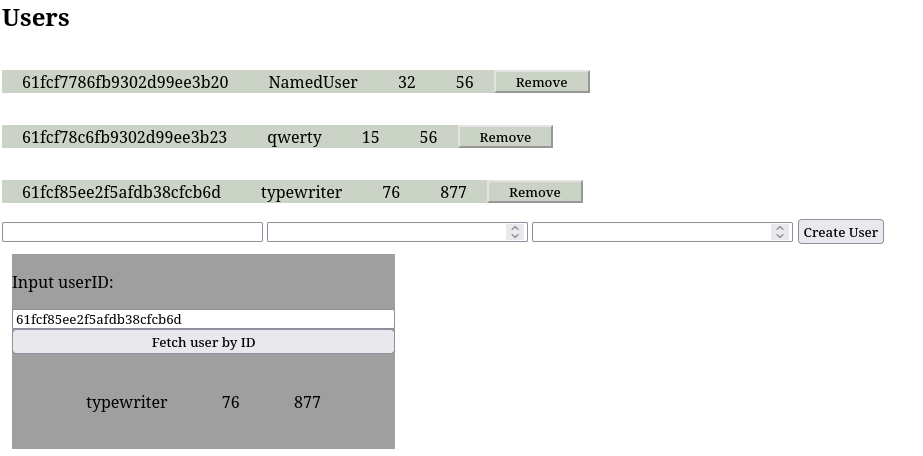 Users
61fcf7786fb9302d99ee3b20 NamedUser 32 56 Remove
61fcf78c6fb9302d99ee3b23 qwerty 15 56 Remove
61fcf85ee2f5afdb38cfcb6d typewriter 76 877 Remove
Create User
Input userID:
61fcf85ee2f5afdb38cfcb6d
Fetch user by ID
typewriter 76 877